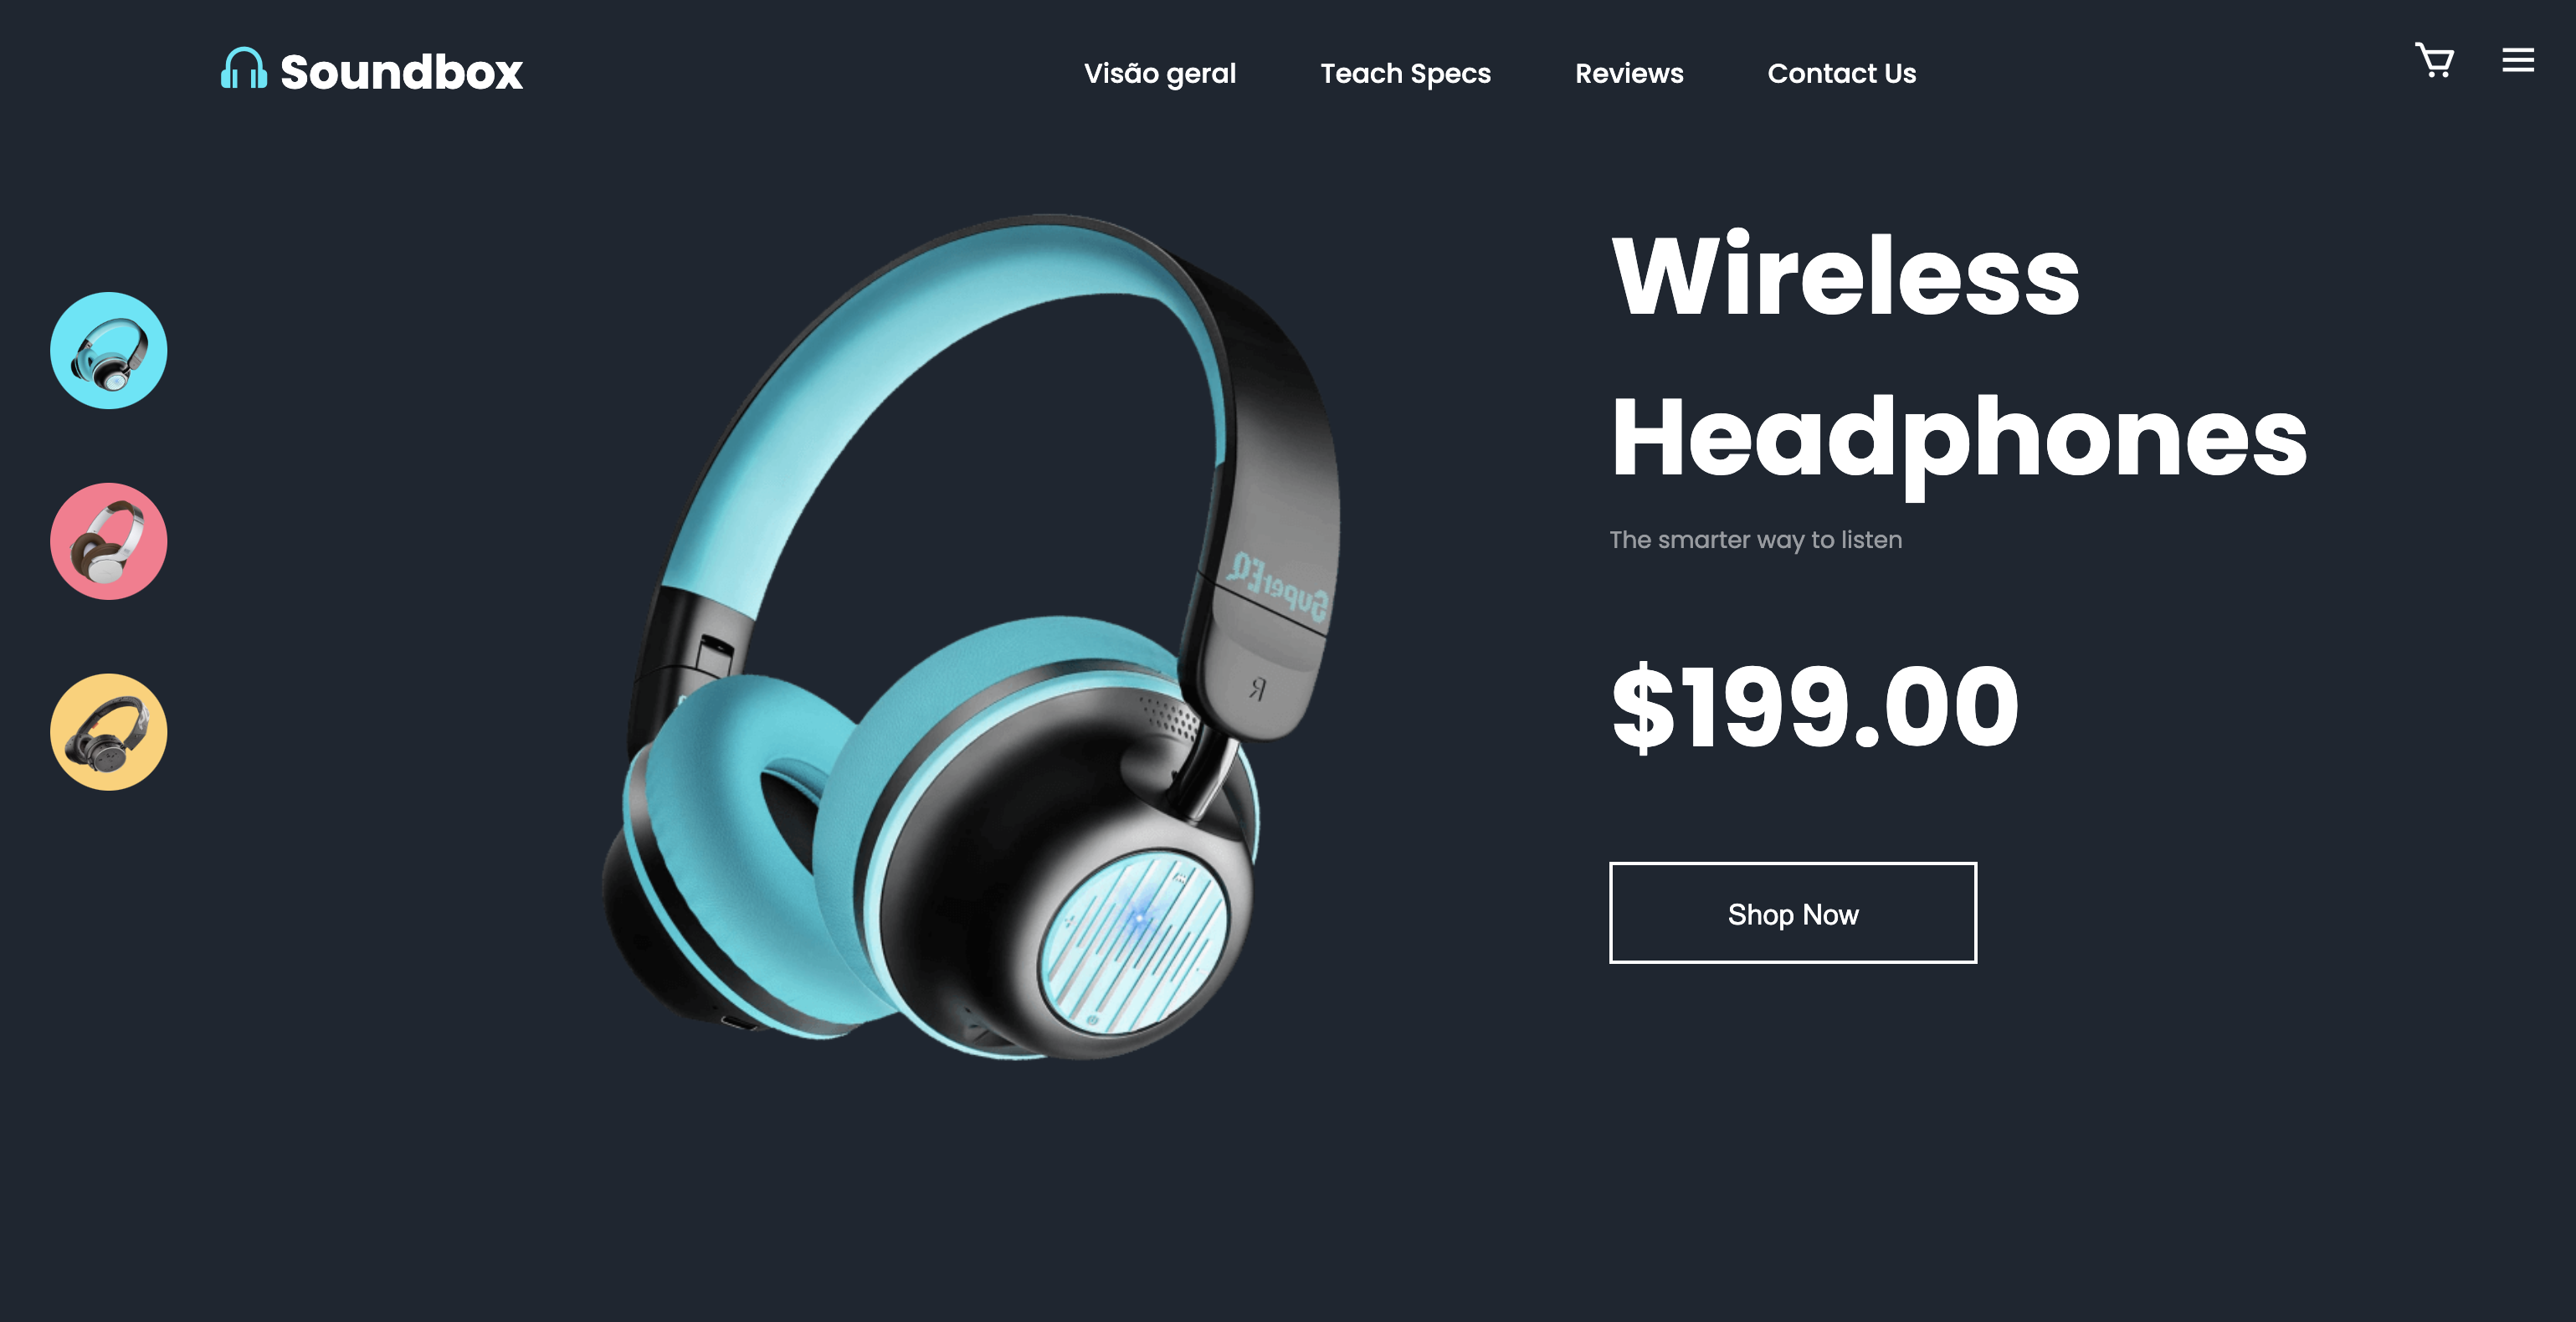 Soundbox
Visão geral
Teach Specs
Reviews
Contact Us
Wireless
Headphones
The smarter way to listen
SuperEQ
R
$199.00
Shop Now